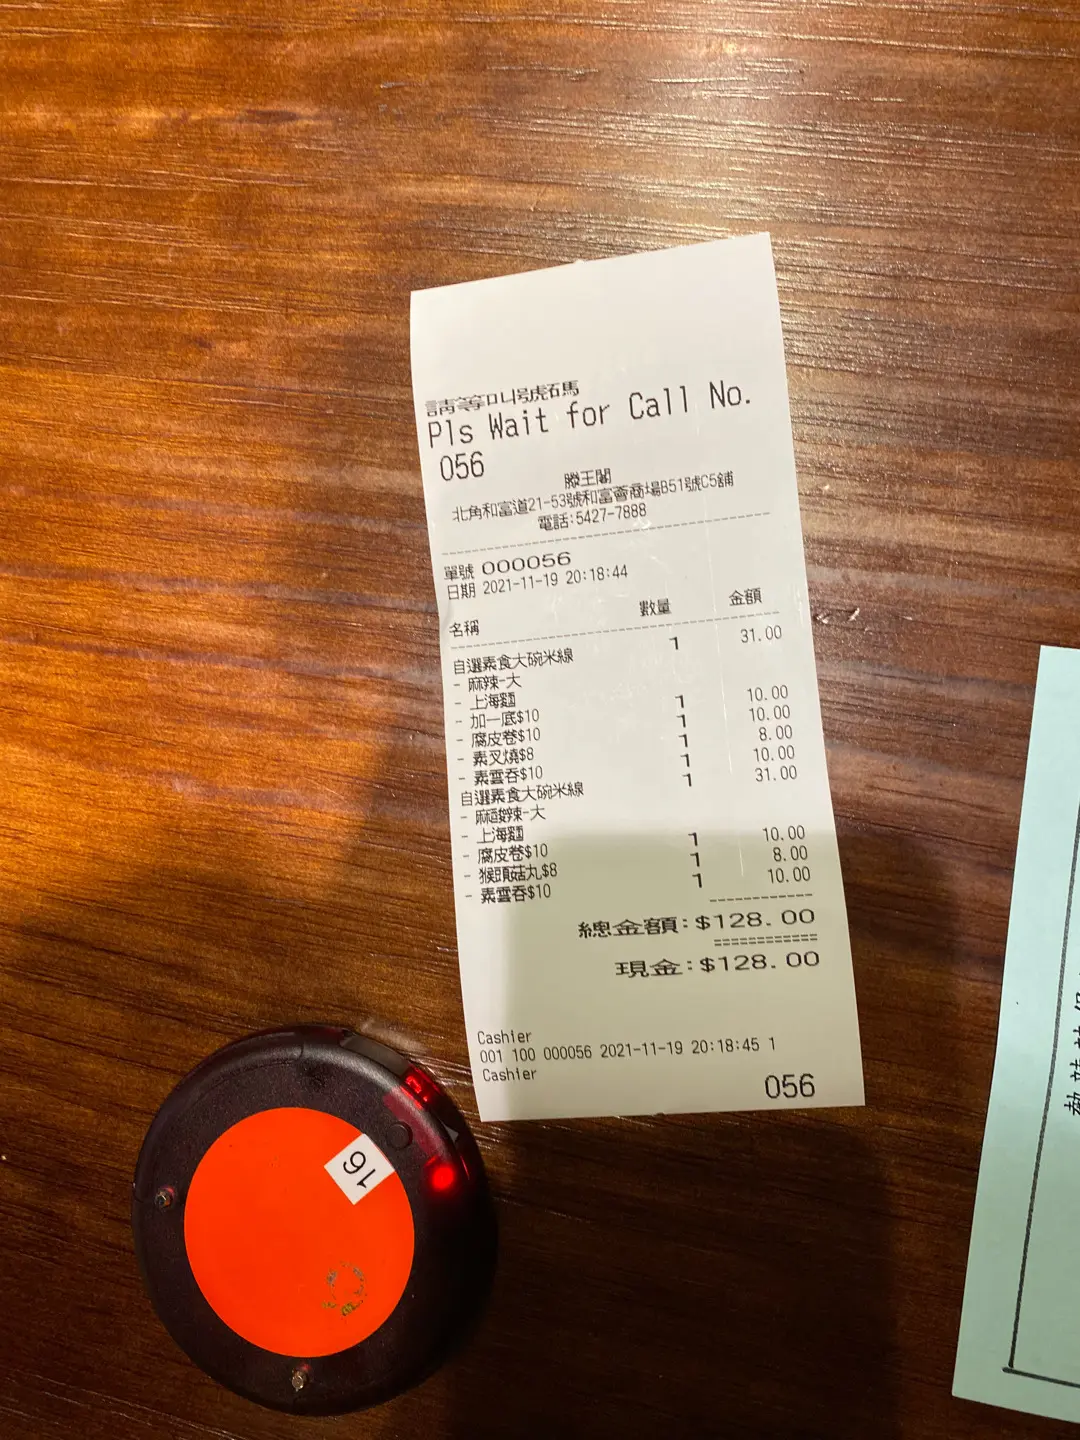 請等叫號碼
Pls Wait for Call No.
056
滕王閣
北角和富道21-53號和富薈商場B51號C5舖
電話:5427-7888
單號 000056
日期 2021-11-19 20:18:44
名稱 數量 金額
自選素食大碗米線 1 31.00
- 麻辣-大
- 上海麵
- 加一底$10 1 10.00
- 腐皮卷$10 1 10.00
- 素叉燒$8 1 8.00
- 素雲吞$10 1 10.00
自選素食大碗米線 1 31.00
- 麻酸辣-大
- 上海麵
- 腐皮卷$10 1 10.00
- 猴頭菇丸$8 1 8.00
- 素雲吞$10 1 10.00
總金額:$128.00
現金:$128.00
Cashier
001 100 000056 2021-11-19 20:18:45 1
Cashier
056
16